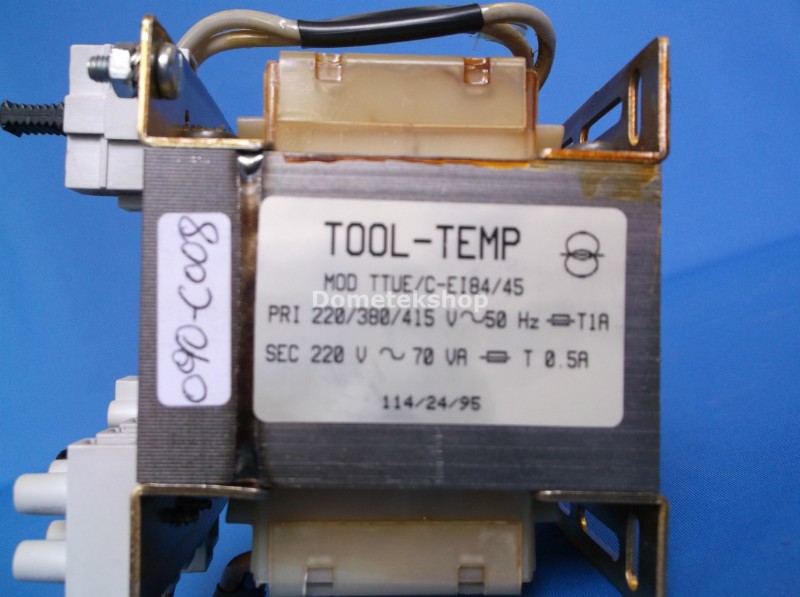 TOOL-TEMP
MOD TTUE/C-EI84/45
Dometekshop
PRI 220/380/415 V~50 Hz T1A
SEC 220 V ~ 70 VA T 0.5A
114/24/95
090-C008